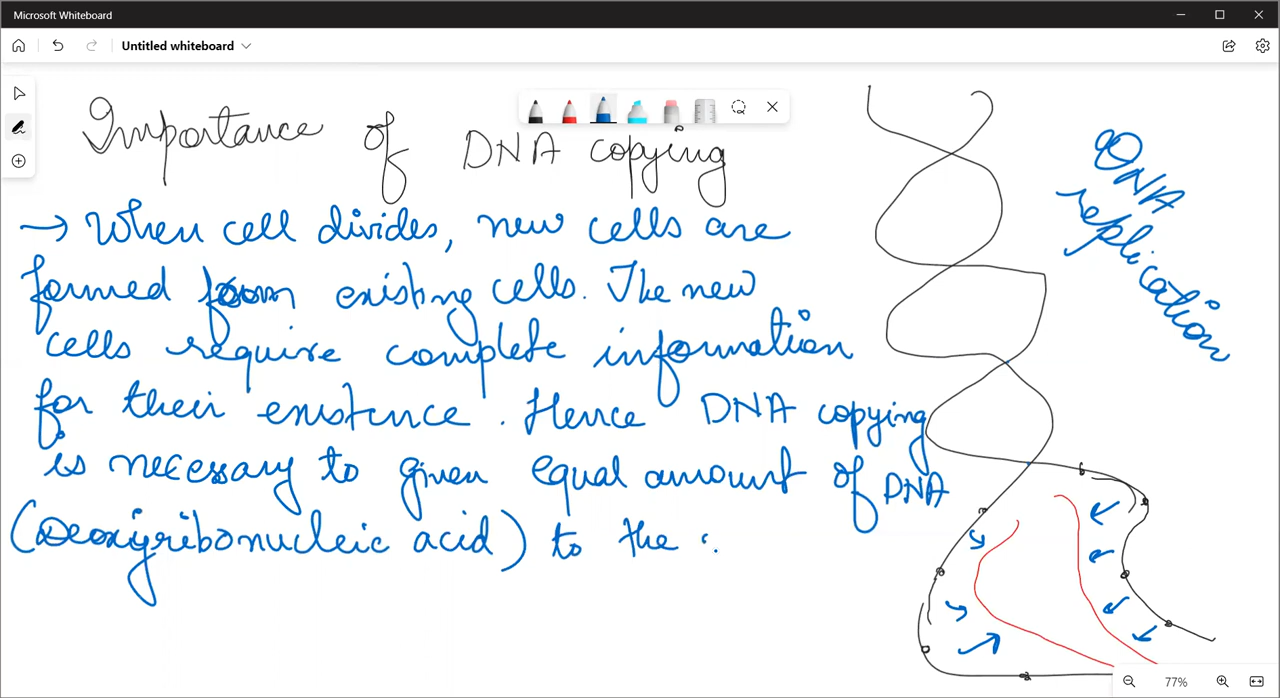 Microsoft Whiteboard
Untitled whiteboard
Importance of DNA copying
→ When cell divides, new cells are
formed from existing cells. The new
cells require complete information
for their existence. Hence DNA copying
is necessary to given equal amount of DNA
(Deoxyribonucleic acid) to the
DNA
replication
77%